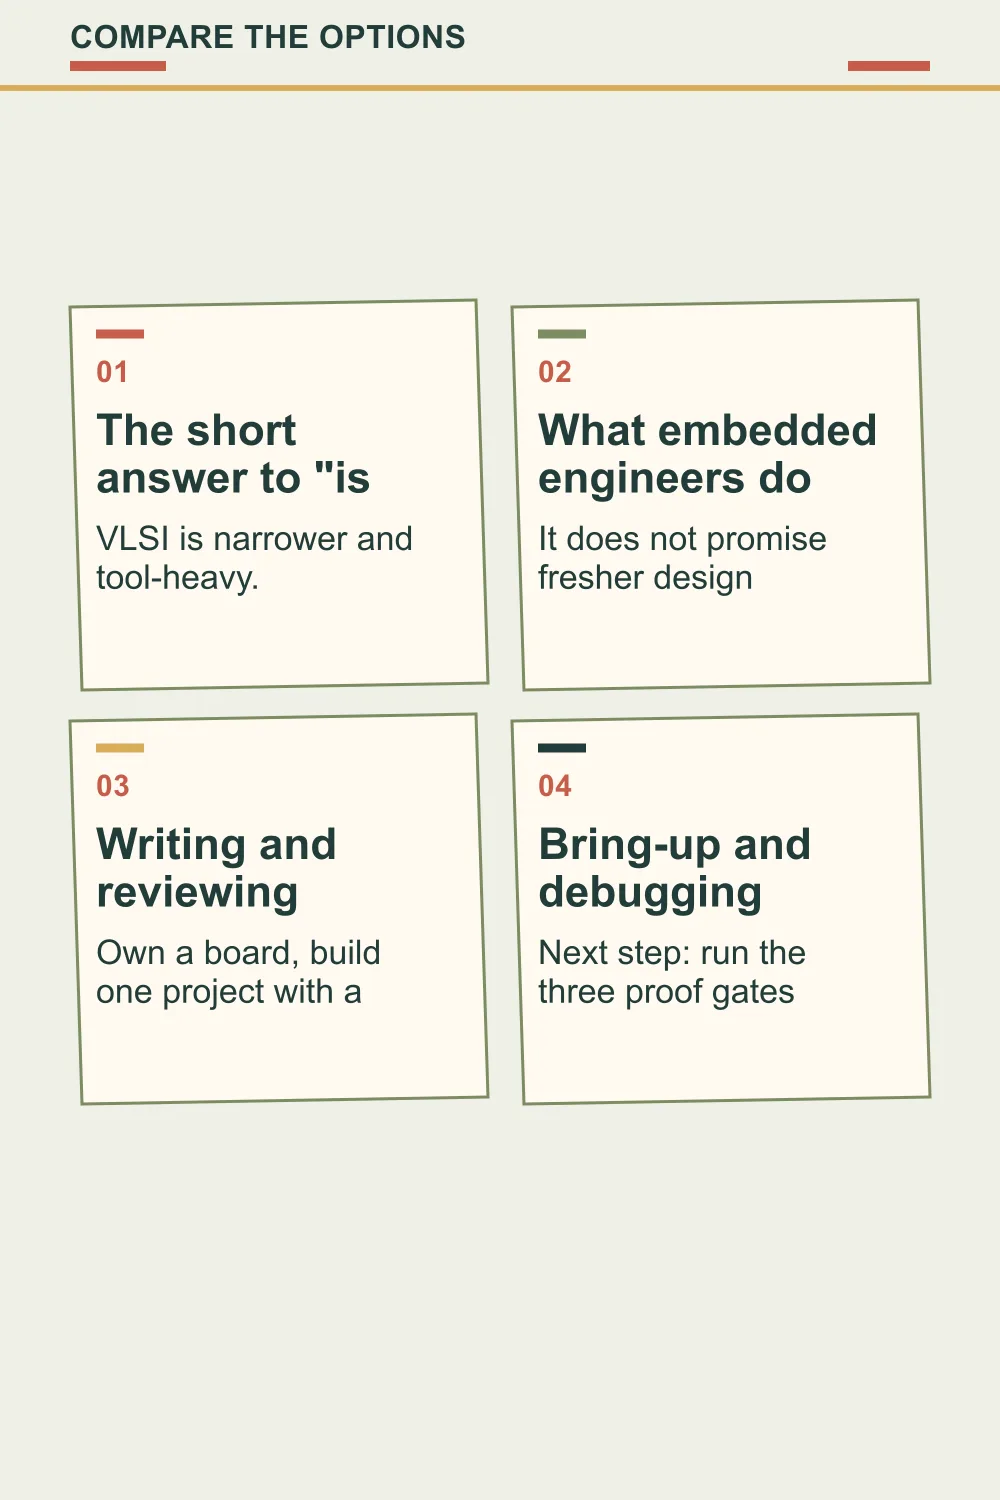 COMPARE THE OPTIONS
01
The short
answer to "is
VLSI is narrower and
tool-heavy.
02
What embedded
engineers do
It does not promise
fresher design
03
Writing and
reviewing
Own a board, build
one project with a
04
Bring-up and
debugging
Next step: run the
three proof gates